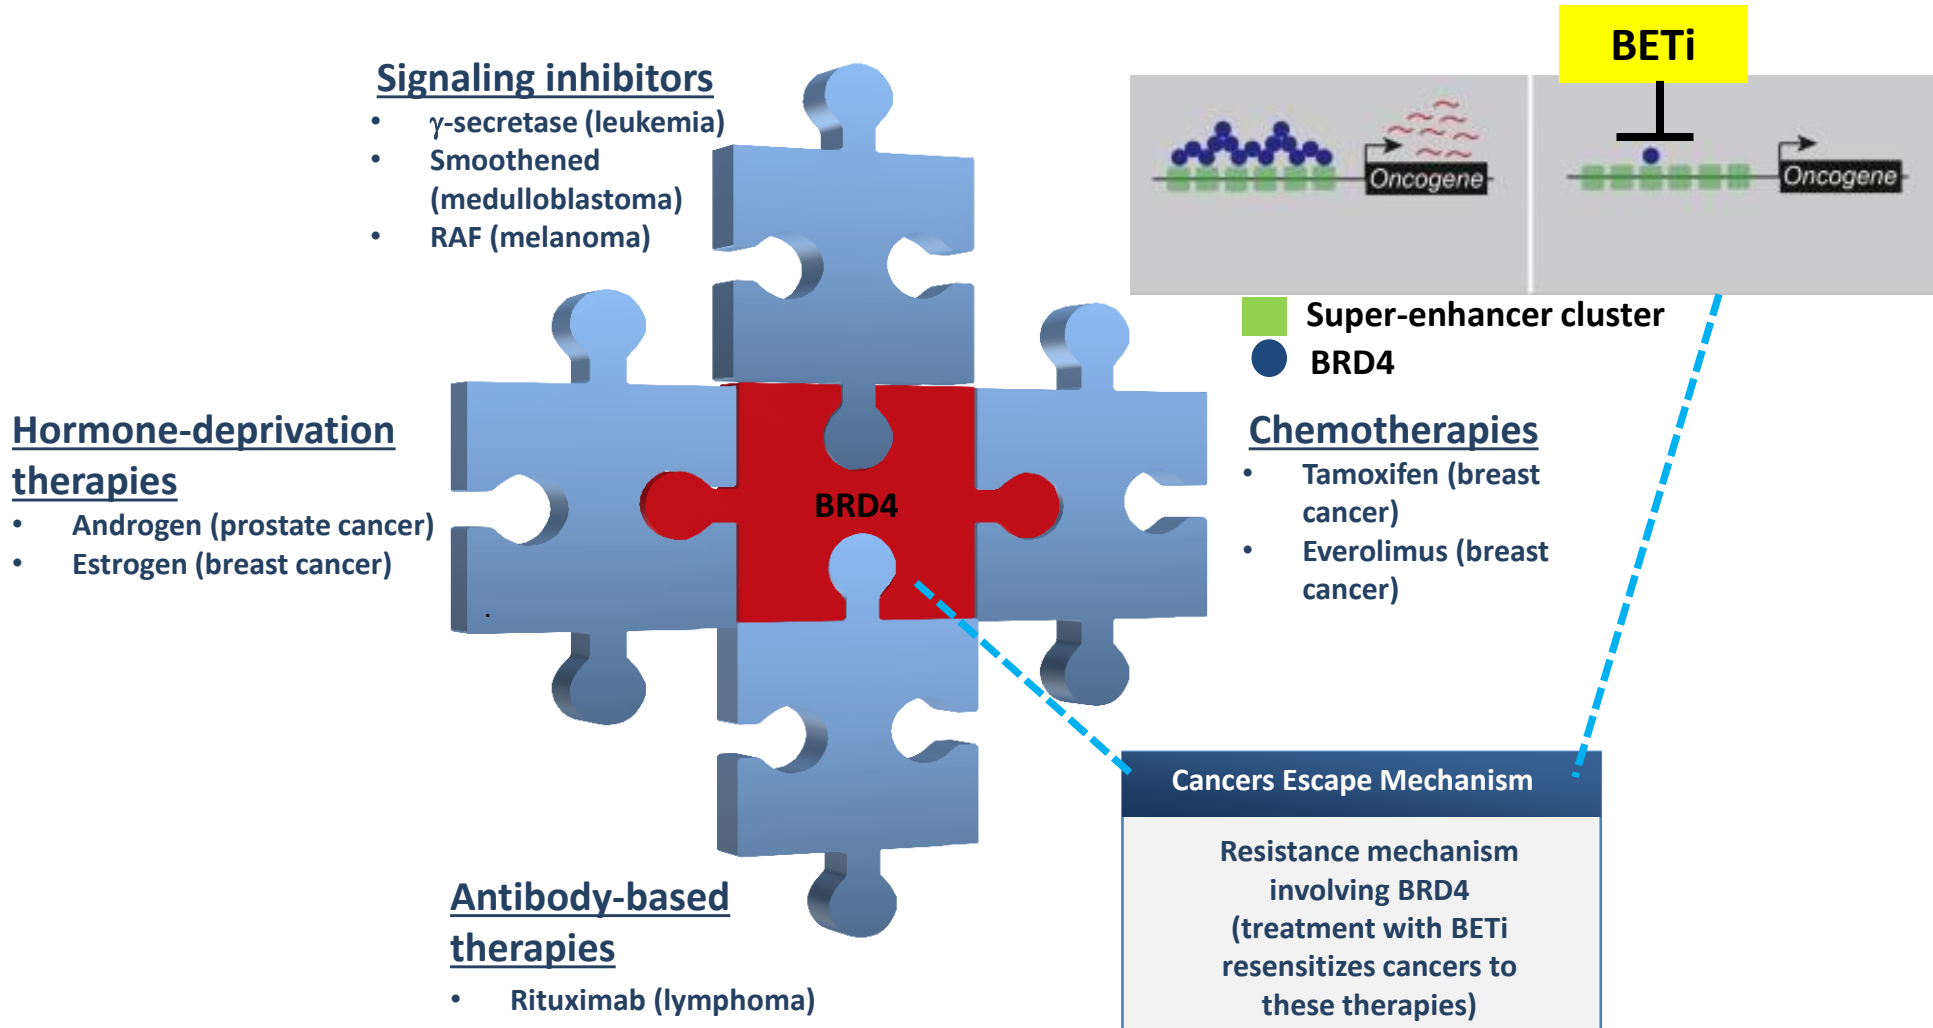 BETi
Signaling inhibitors
• γ-secretase (leukemia)
• Smoothened
(medulloblastoma)
• RAF (melanoma)
Oncogene
Oncogene
Super-enhancer cluster
BRD4
Hormone-deprivation
therapies
• Androgen (prostate cancer)
• Estrogen (breast cancer)
BRD4
Chemotherapies
• Tamoxifen (breast
cancer)
• Everolimus (breast
cancer)
Antibody-based
therapies
• Rituximab (lymphoma)
Cancers Escape Mechanism
Resistance mechanism
involving BRD4
(treatment with BETi
resensitizes cancers to
these therapies)